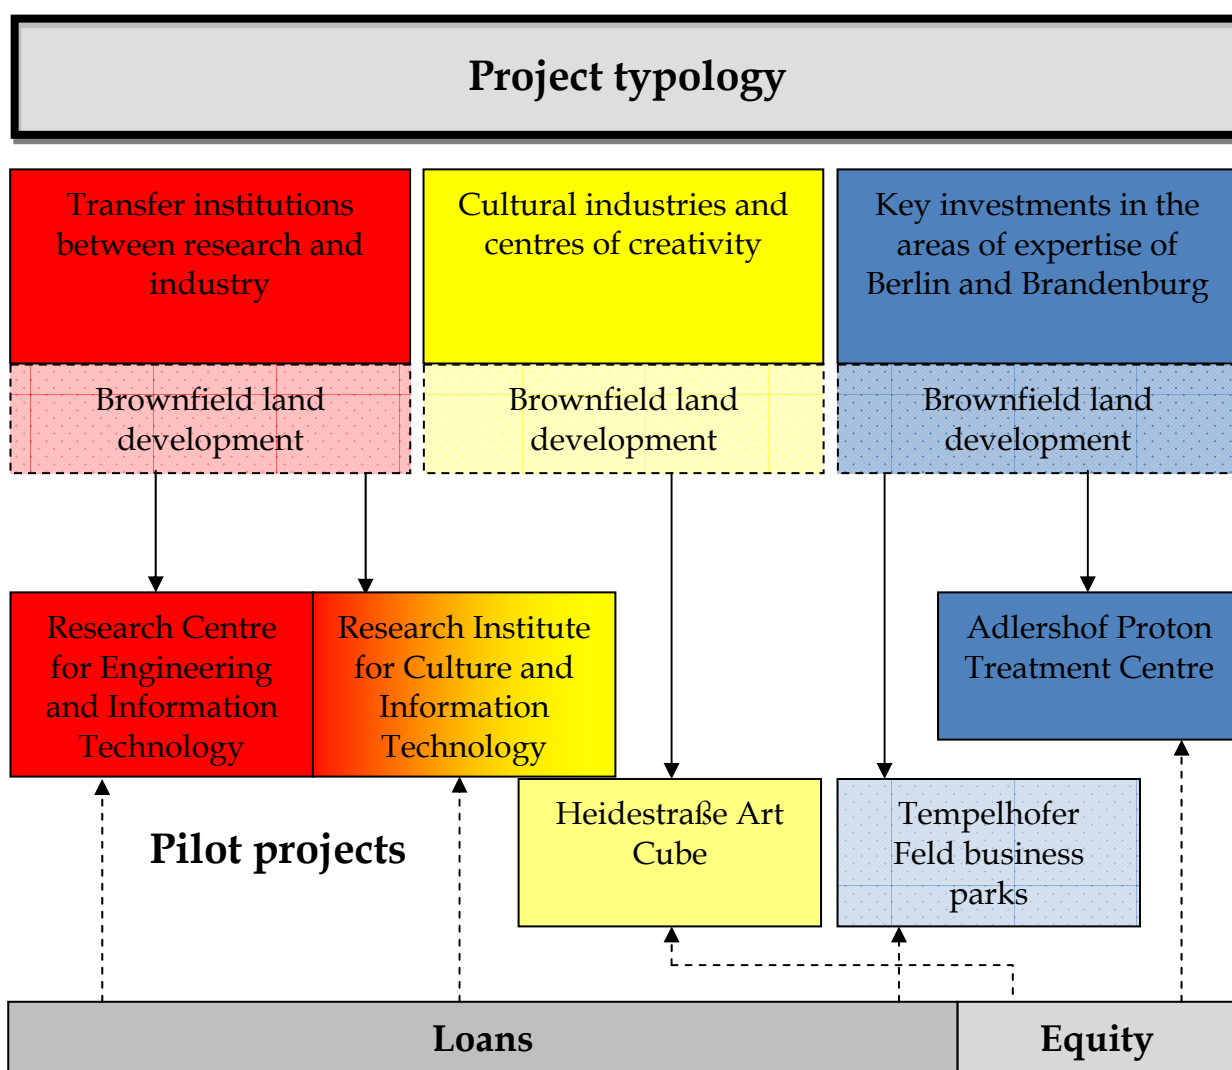 Project typology
Transfer institutions
between research and
industry
Cultural industries and
centres of creativity
Key investments in the
areas of expertise of
Berlin and Brandenburg
Brownfield land
development
Brownfield land
development
Brownfield land
development
Research Centre
for Engineering
and Information
Technology
Research Institute
for Culture and
Information
Technology
Adlershof Proton
Treatment Centre
Pilot projects
Heidestraße Art
Cube
Tempelhofer
Feld business
parks
Loans
Equity